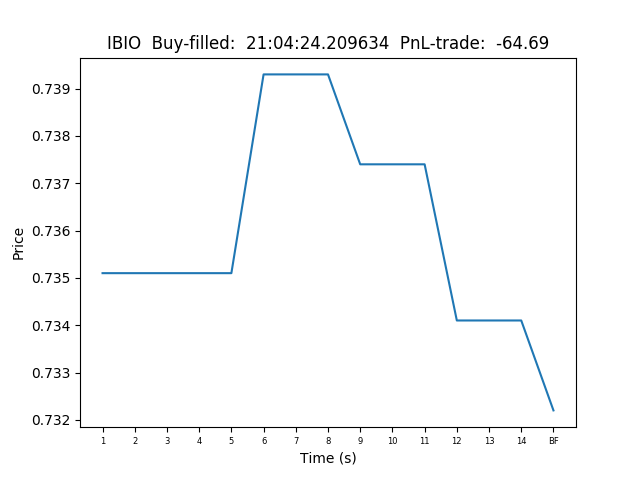 IBIO  Buy-filled:  21:04:24.209634  PnL-trade:  -64.69
Price
0.739
0.738
0.737
0.736
0.735
0.734
0.733
0.732
1 2 3 4 5 6 7 8 9 10 11 12 13 14 BF
Time (s)